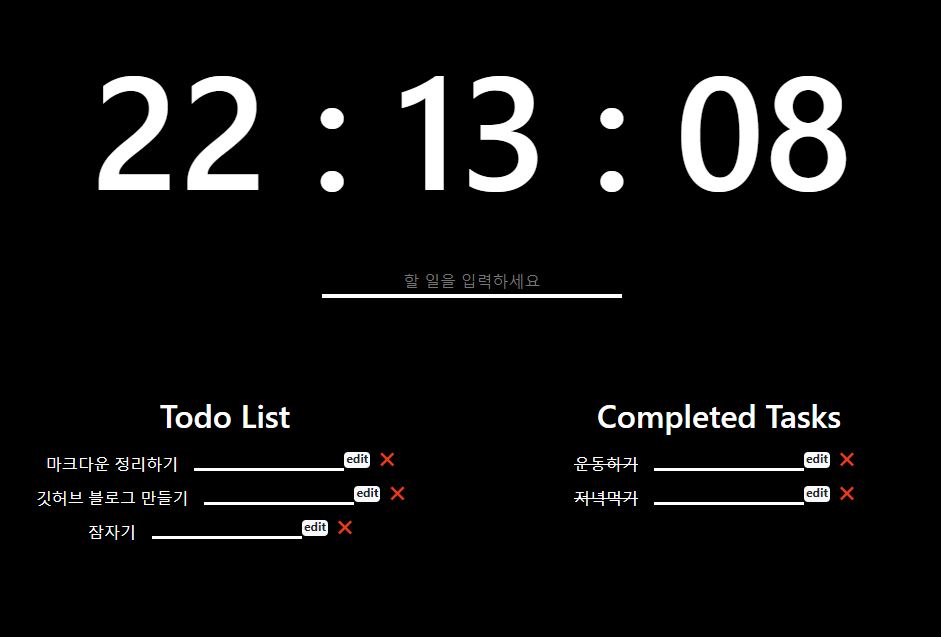 22 : 13 : 08
할 일을 입력하세요
Todo List
마크다운 정리하기 edit ✕
깃허브 블로그 만들기 edit ✕
잠자기 edit ✕
Completed Tasks
운동하기 edit ✕
저녁먹기 edit ✕